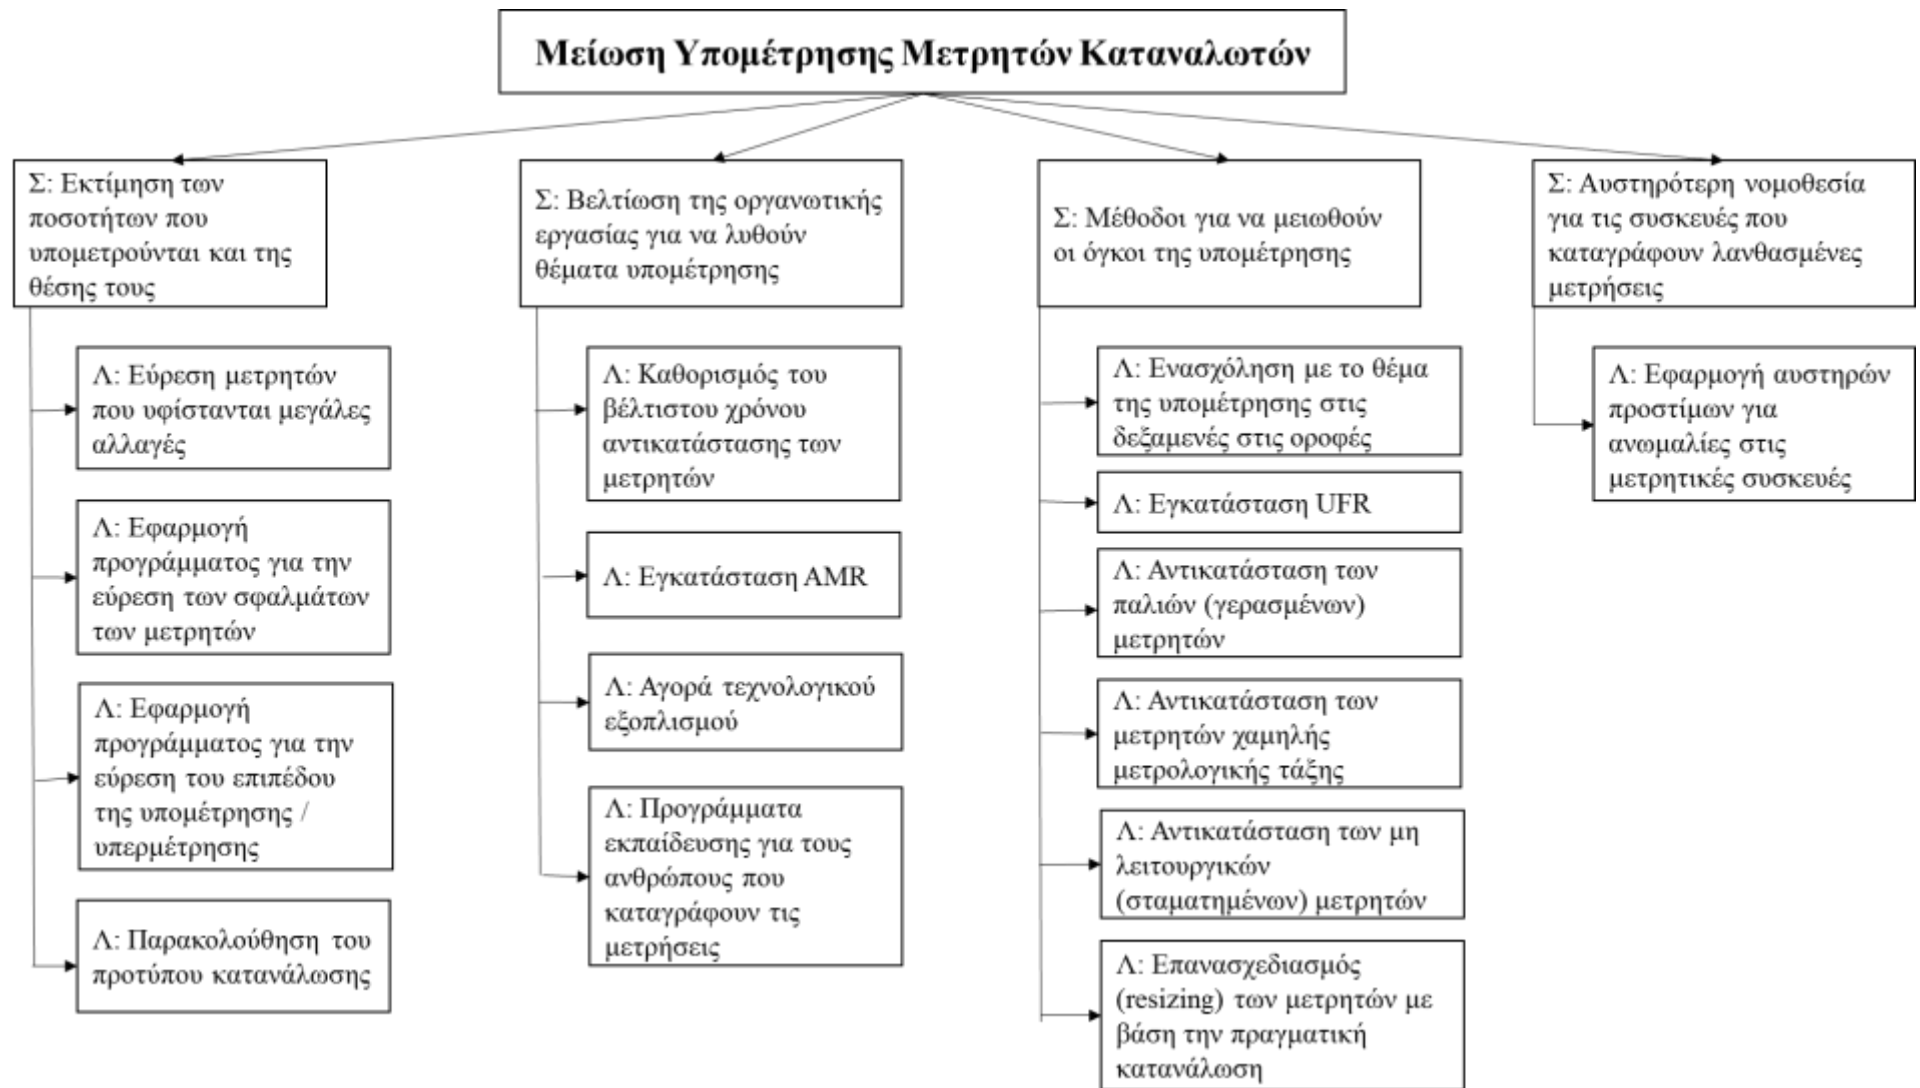 Μείωση Υπομέτρησης Μετρητών Καταναλωτών
Σ: Εκτίμηση των
ποσοτήτων που
υπομετρούνται και της
θέσης τους
Λ: Εύρεση μετρητών
που υφίστανται μεγάλες
αλλαγές
Λ: Εφαρμογή
προγράμματος για την
εύρεση των σφαλμάτων
των μετρητών
Λ: Εφαρμογή
προγράμματος για την
εύρεση του επιπέδου
της υπομέτρησης /
υπερμέτρησης
Λ: Παρακολούθηση του
προτύπου κατανάλωσης
Σ: Βελτίωση της οργανωτικής
εργασίας για να λυθούν
θέματα υπομέτρησης
Λ: Καθορισμός του
βέλτιστου χρόνου
αντικατάστασης των
μετρητών
Λ: Εγκατάσταση AMR
Λ: Αγορά τεχνολογικού
εξοπλισμού
Λ: Προγράμματα
εκπαίδευσης για τους
ανθρώπους που
καταγράφουν τις
μετρήσεις
Σ: Μέθοδοι για να μειωθούν
οι όγκοι της υπομέτρησης
Λ: Ενασχόληση με το θέμα
της υπομέτρησης στις
δεξαμενές στις οροφές
Λ: Εγκατάσταση UFR
Λ: Αντικατάσταση των
παλιών (γερασμένων)
μετρητών
Λ: Αντικατάσταση των
μετρητών χαμηλής
μετρολογικής τάξης
Λ: Αντικατάσταση των μη
λειτουργικών
(σταματημένων) μετρητών
Λ: Επανασχεδιασμός
(resizing) των μετρητών με
βάση την πραγματική
κατανάλωση
Σ: Αυστηρότερη νομοθεσία
για τις συσκευές που
καταγράφουν λανθασμένες
μετρήσεις
Λ: Εφαρμογή αυστηρών
προστίμων για
ανωμαλίες στις
μετρητικές συσκευές